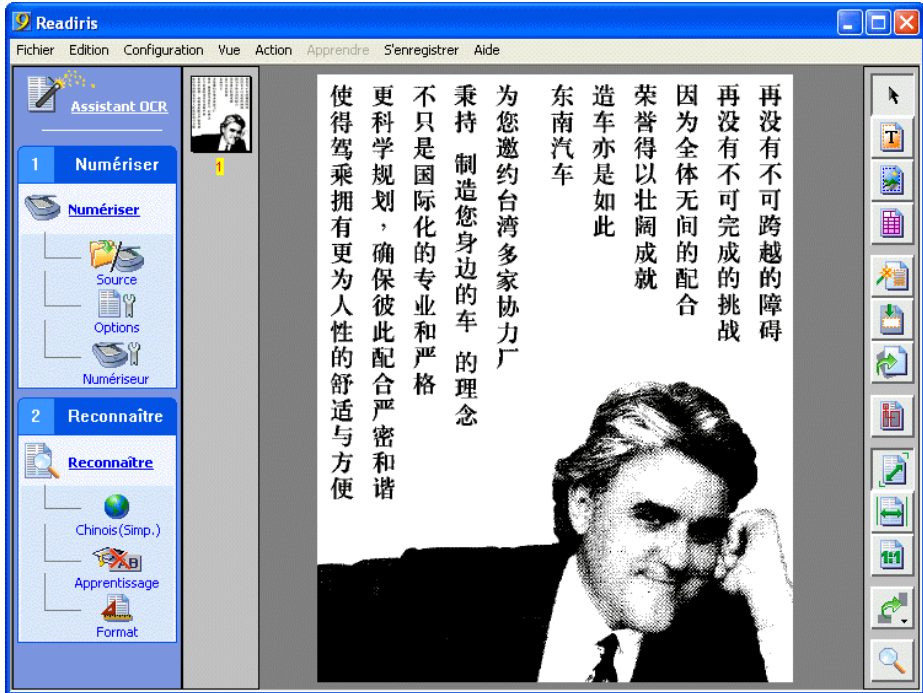 Readiris
Fichier Edition Configuration Vue Action Apprendre S'enregistrer Aide
Assistant OCR
1 Numériser
Numériser
Source
Options
Numériseur
2 Reconnaître
Reconnaître
Chinois(Simp.)
Apprentissage
Format
1
再没有不可跨越的障碍
再没有不可完成的挑战
因为全体无间的配合
荣誉得以壮阔成就
造车亦是如此
东南汽车
为您邀约台湾多家协力厂
秉持 制造您身边的车 的理念
不只是国际化的专业和严格
更科学规划，确保彼此配合严密和谐
使得驾乘拥有更为人性的舒适与方便
1:1